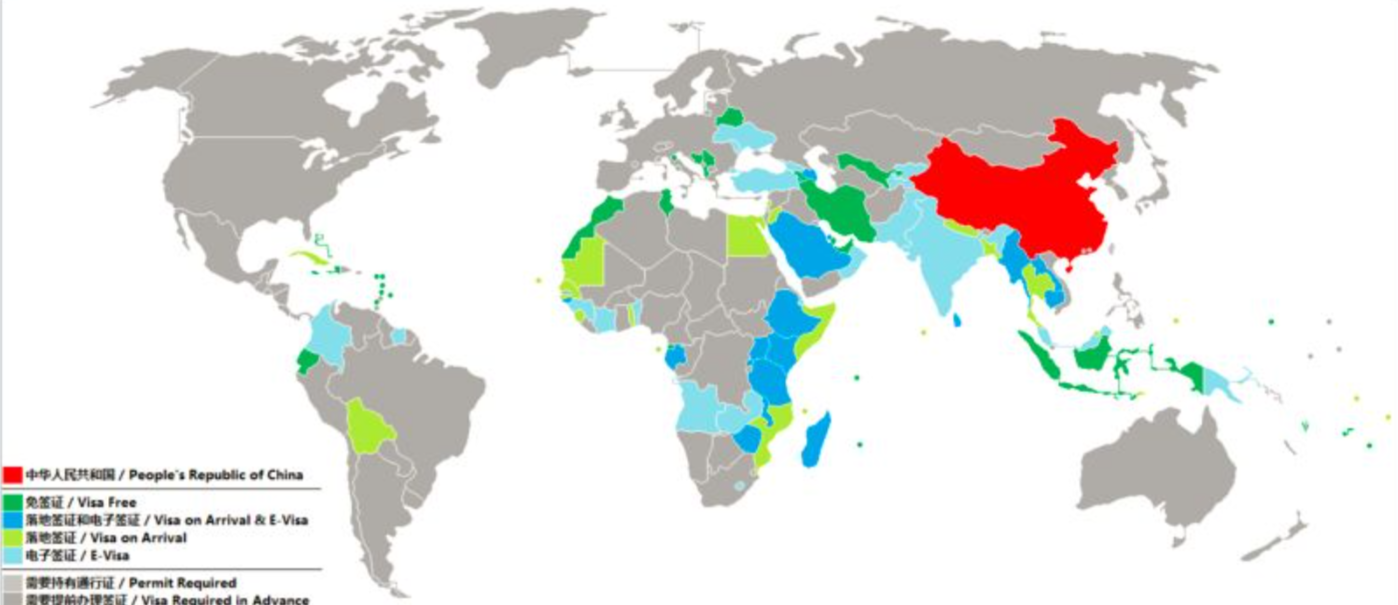 中华人民共和国 / People's Republic of China
免签证 / Visa Free
落地签证和电子签证 / Visa on Arrival & E-Visa
落地签证 / Visa on Arrival
电子签证 / E-Visa
需要持有通行证 / Permit Required
需要提前办理签证 / Visa Required in Advance